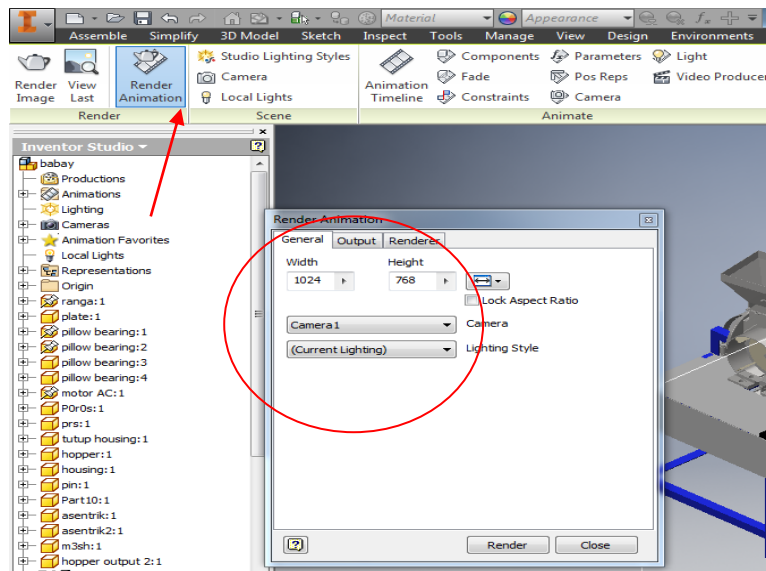 Material Appearance
Assemble Simplify 3D Model Sketch Inspect Tools Manage View Design Environments
Studio Lighting Styles Components Parameters Light
Camera Fade Pos Reps Video Producer
Render Image View Last Render Animation Local Lights Animation Timeline Constraints Camera
Render Scene Animate
Inventor Studio
babay
Productions
Animations
Lighting
Cameras
Animation Favorites
Local Lights
Representations
Origin
ranga:1
plate:1
pillow bearing:1
pillow bearing:2
pillow bearing:3
pillow bearing:4
motor AC:1
P0r0s:1
prs:1
tutup housing:1
hopper:1
housing:1
pin:1
Part10:1
asentrik:1
asentrik2:1
m3sh:1
hopper output 2:1
Render Animation
General Output Renderer
Width Height
1024 768
Lock Aspect Ratio
Camera1 Camera
(Current Lighting) Lighting Style
Render Close